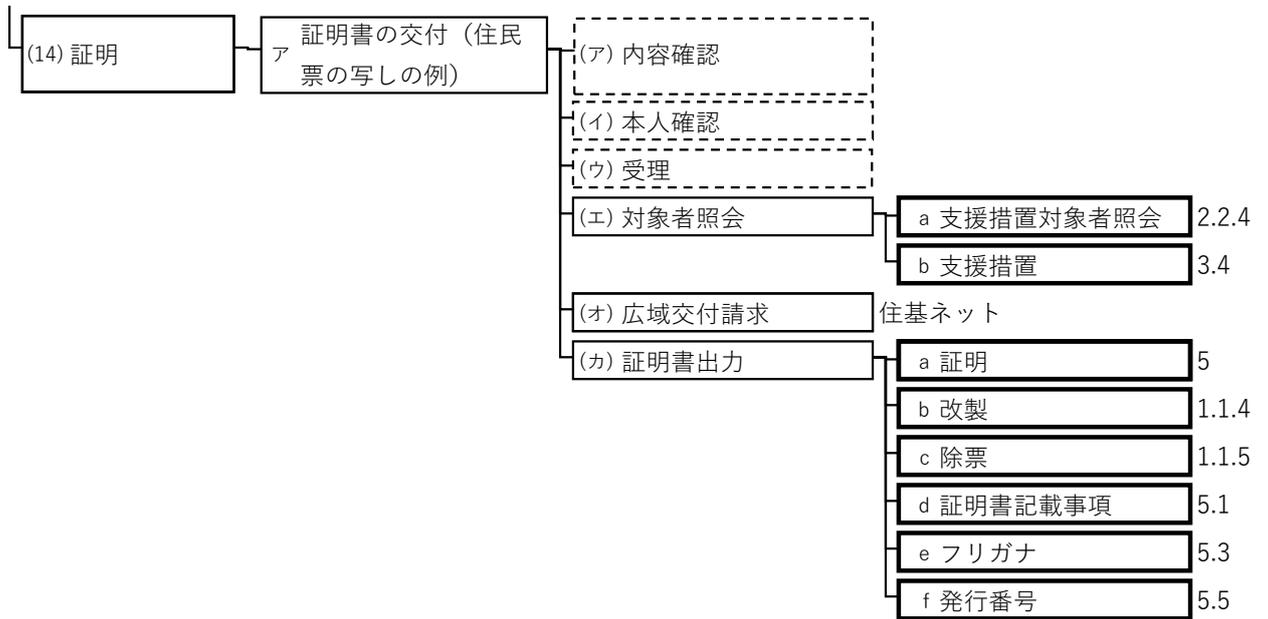 (14) 証明
ア 証明書の交付（住民
票の写しの例）
(ア) 内容確認
(イ) 本人確認
(ウ) 受理
(エ) 対象者照会
a 支援措置対象者照会 2.2.4
b 支援措置 3.4
(オ) 広域交付請求 住基ネット
(カ) 証明書出力
a 証明 5
b 改製 1.1.4
c 除票 1.1.5
d 証明書記載事項 5.1
e フリガナ 5.3
f 発行番号 5.5